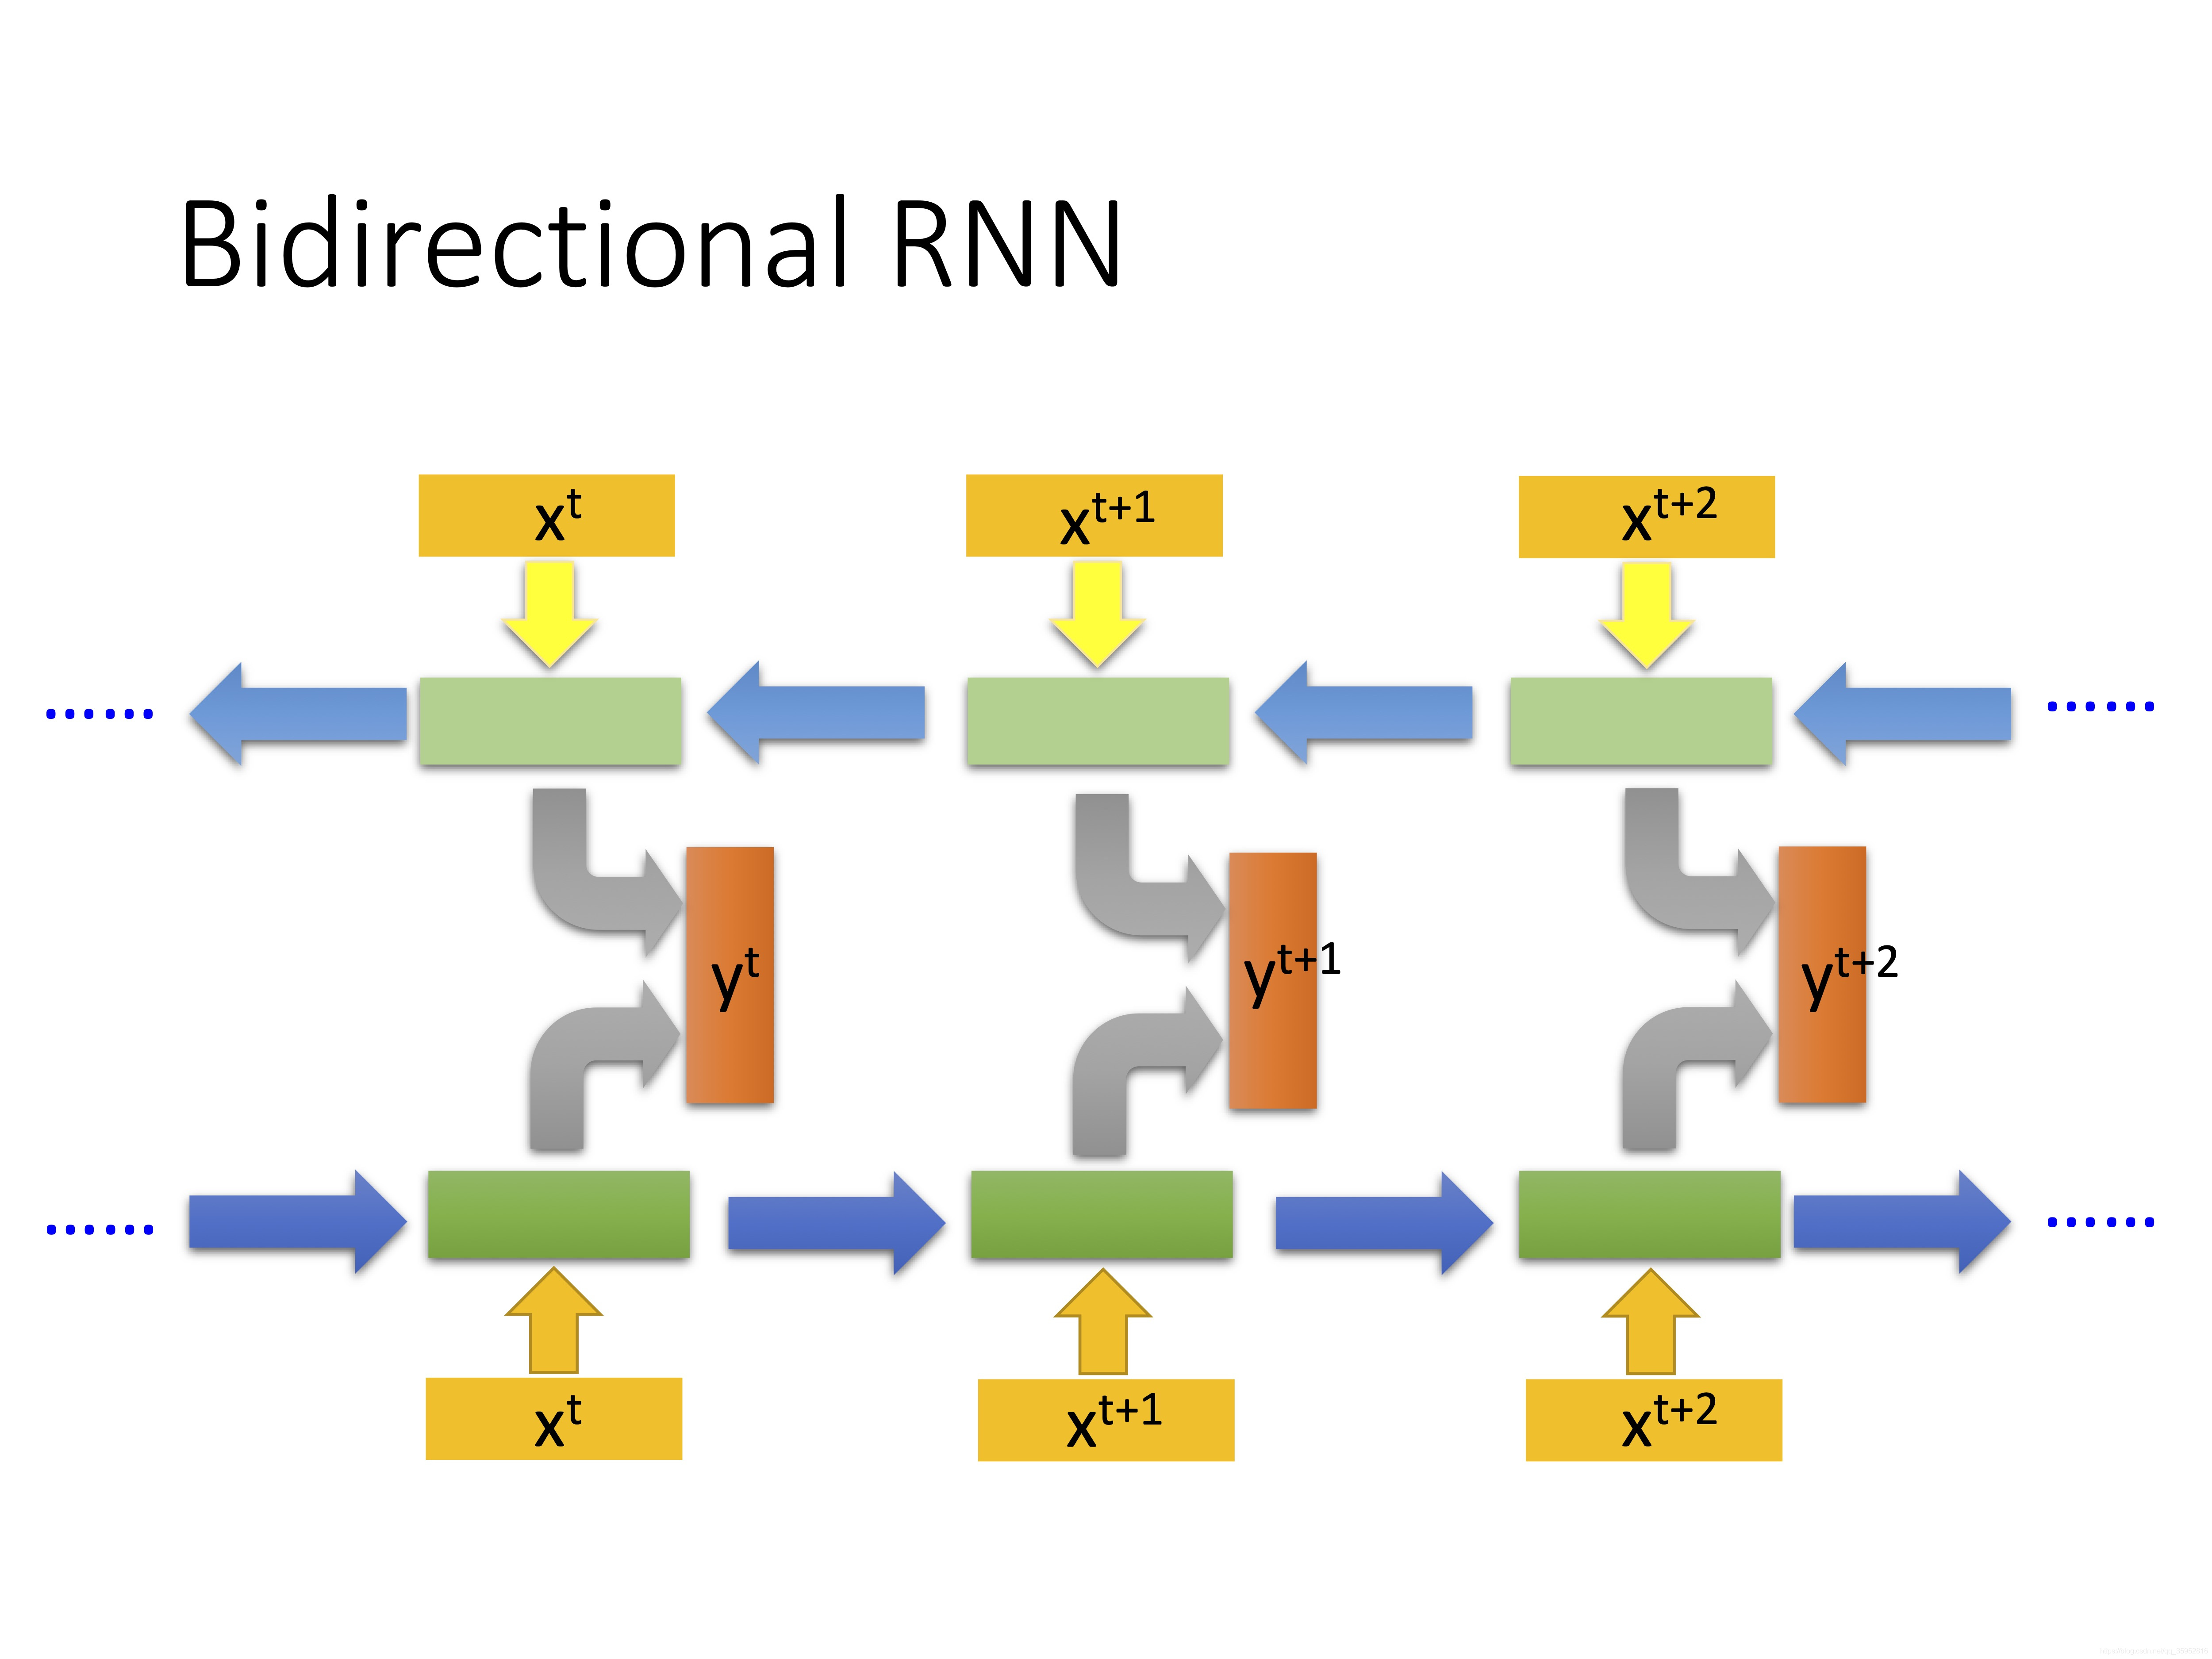 Bidirectional RNN
xᵗ xᵗ⁺¹ xᵗ⁺²
…… ……
yᵗ yᵗ⁺¹ yᵗ⁺²
…… ……
xᵗ xᵗ⁺¹ xᵗ⁺²